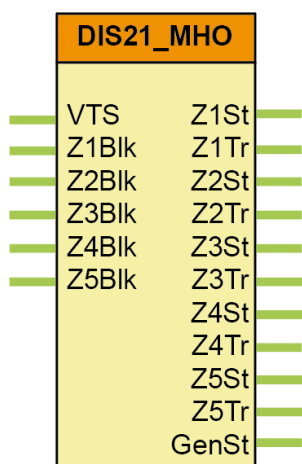 DIS21_MHO
VTS Z1St
Z1Blk Z1Tr
Z2Blk Z2St
Z3Blk Z2Tr
Z4Blk Z3St
Z5Blk Z3Tr
Z4St
Z4Tr
Z5St
Z5Tr
GenSt